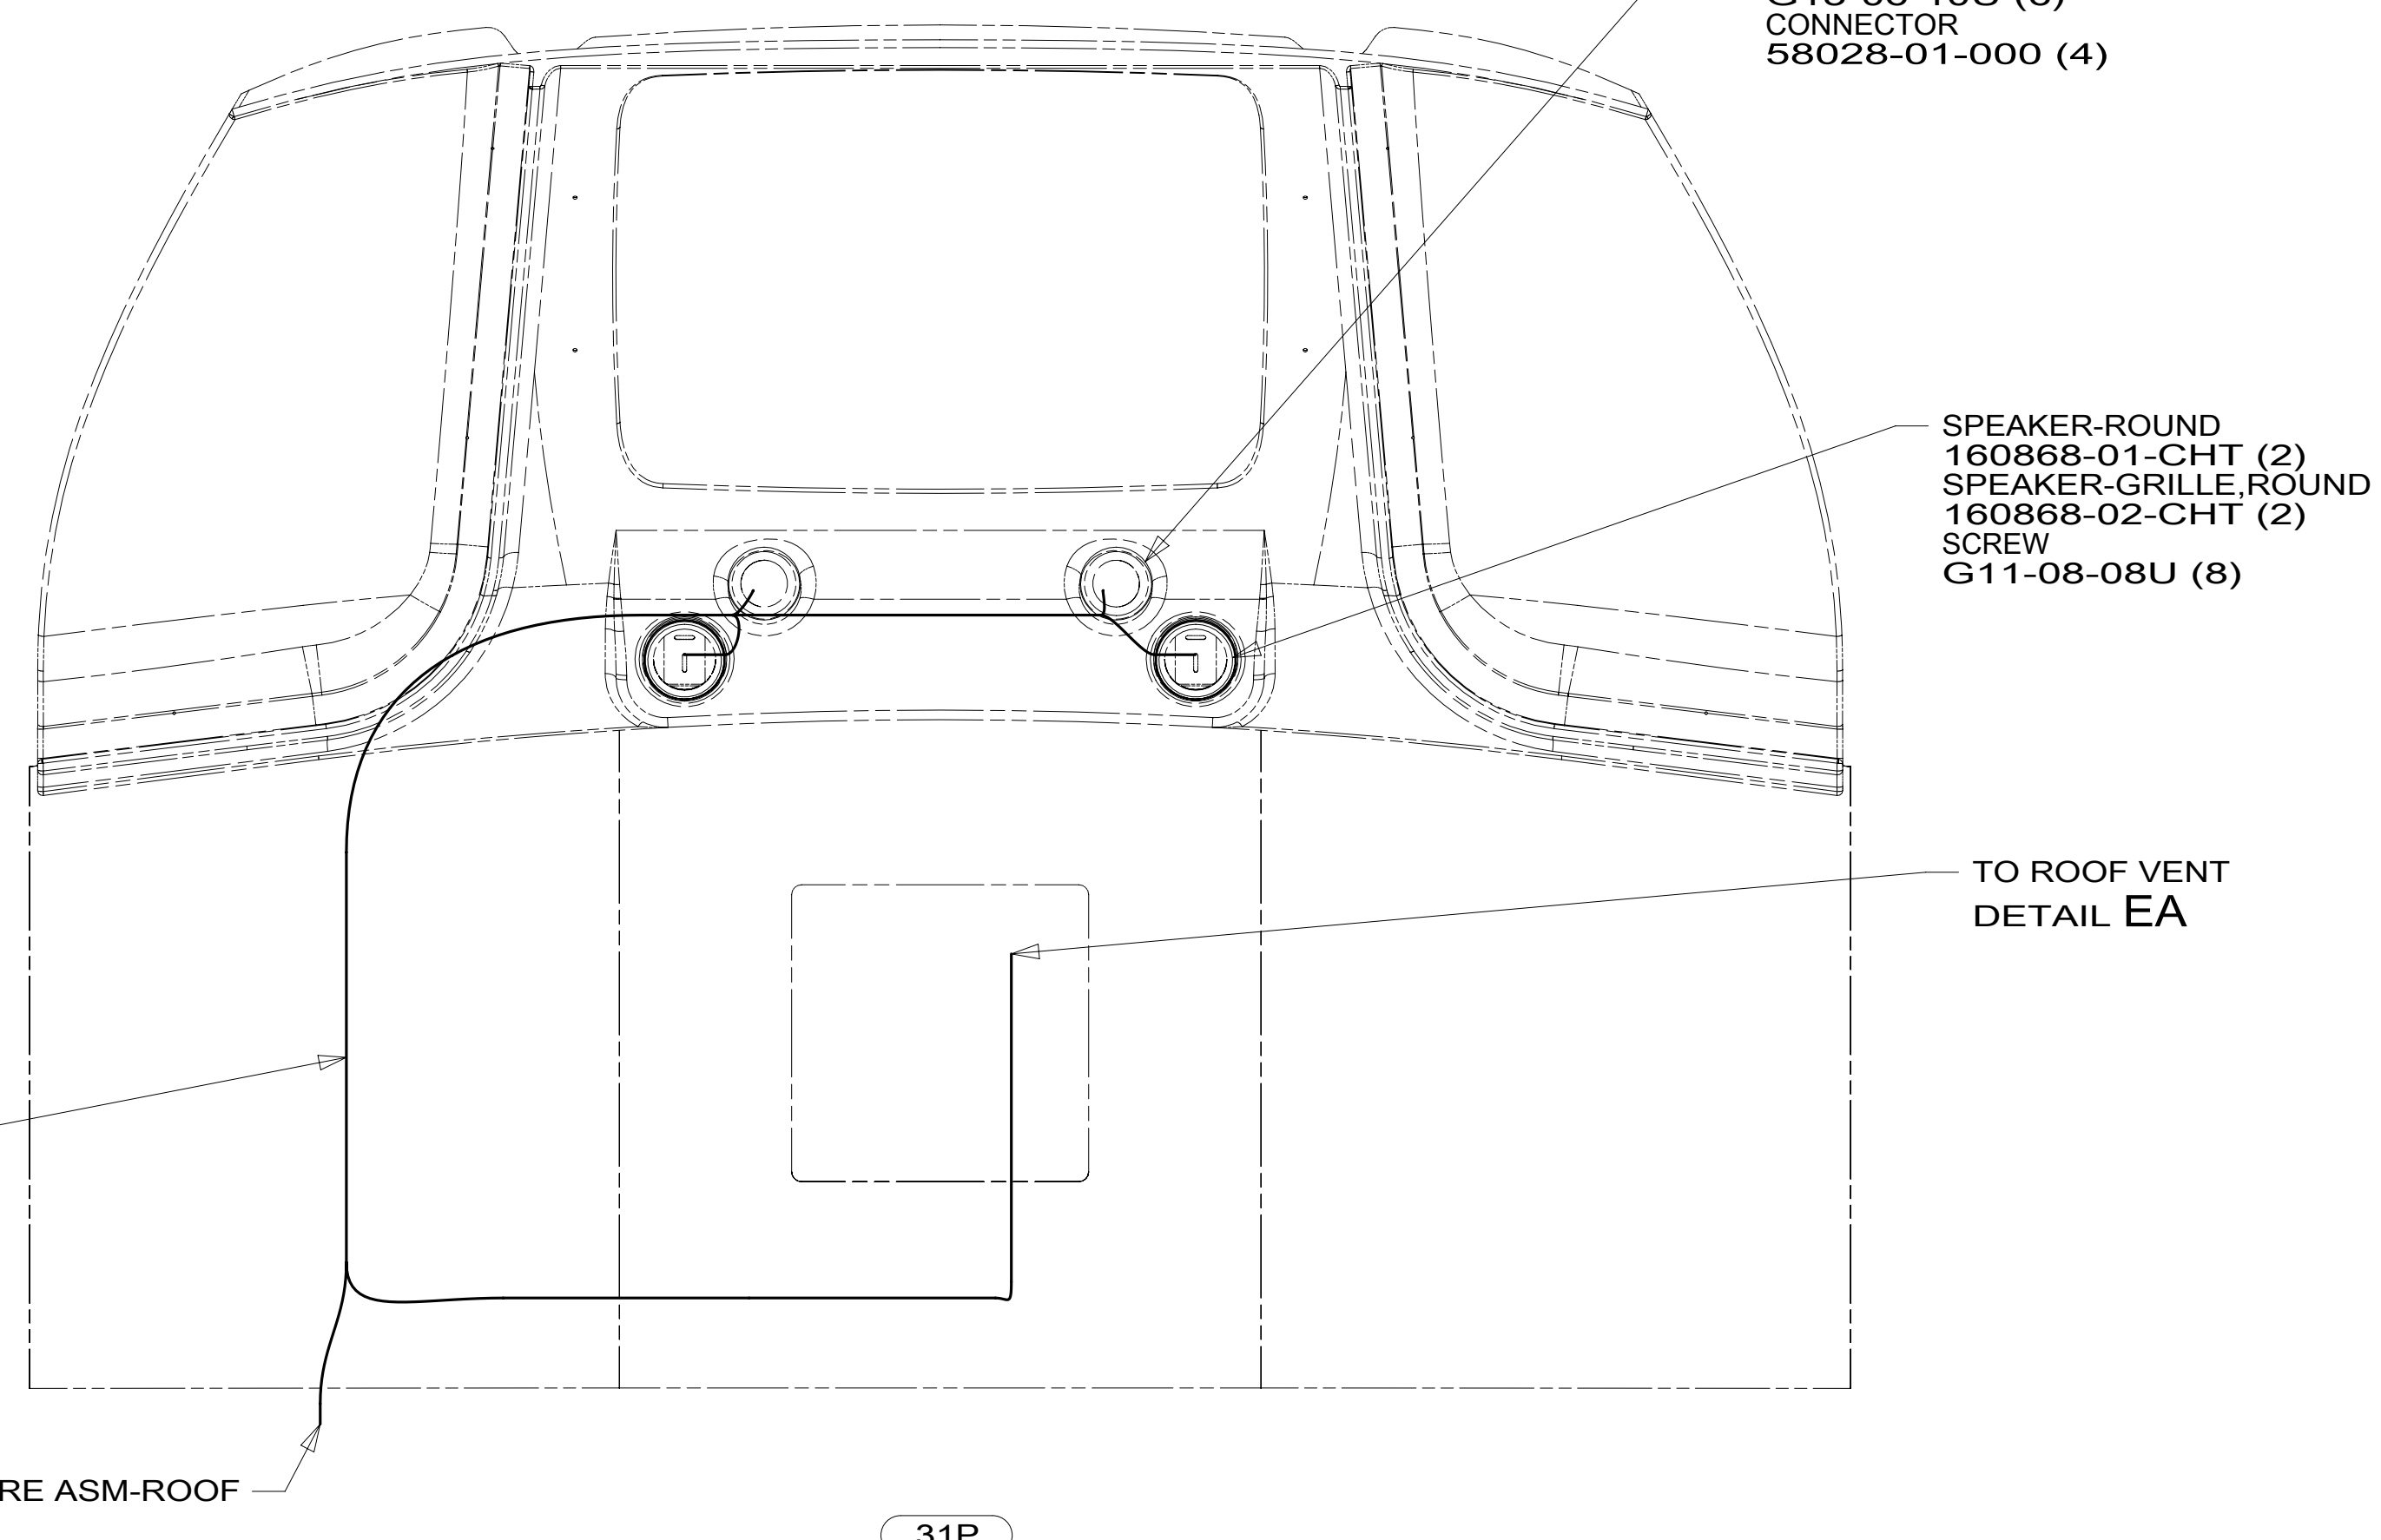 CONNECTOR
58028-01-000 (4)
SPEAKER-ROUND
160868-01-CHT (2)
SPEAKER-GRILLE,ROUND
160868-02-CHT (2)
SCREW
G11-08-08U (8)
TO ROOF VENT
DETAIL EA
RE ASM-ROOF
31P